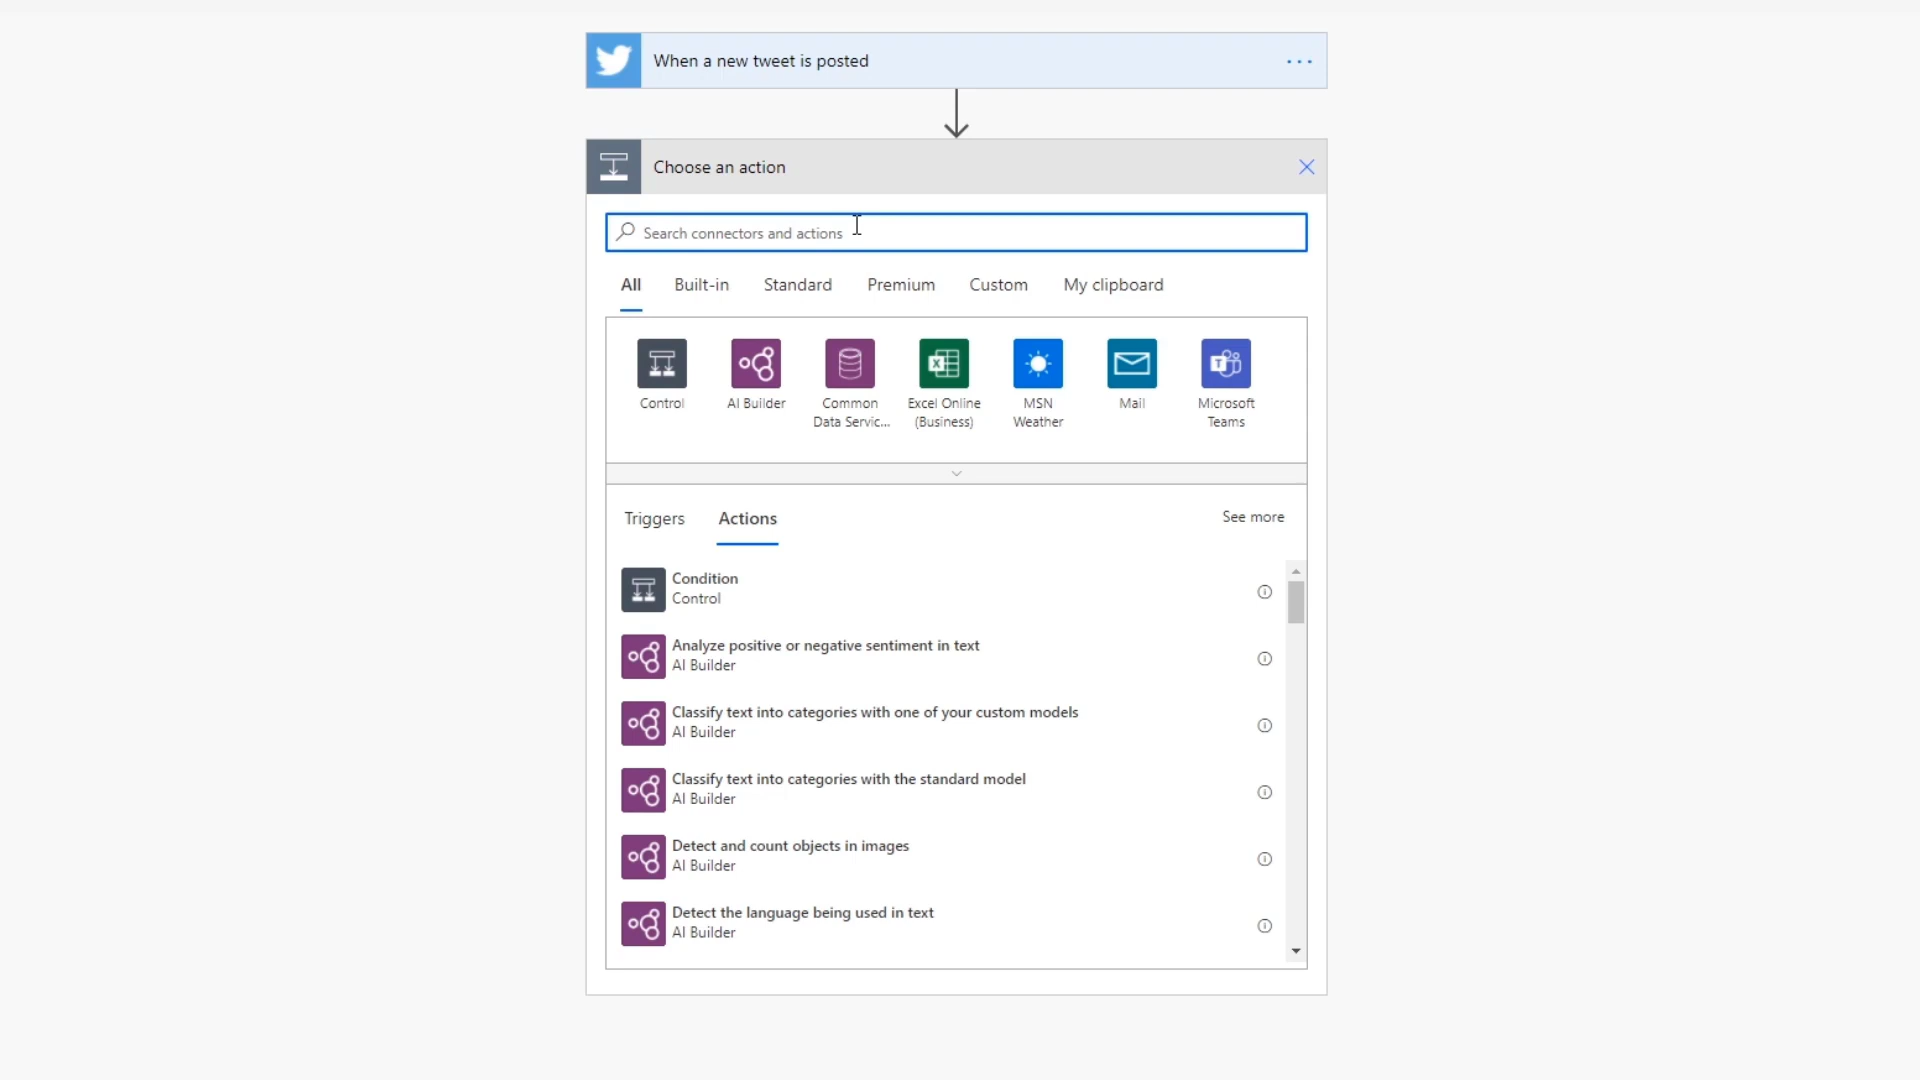 When a new tweet is posted
Choose an action
Search connectors and actions
All Built-in Standard Premium Custom My clipboard
Control AI Builder Common Data Servic... Excel Online (Business) MSN Weather Mail Microsoft Teams
Triggers Actions See more
Condition
Control
Analyze positive or negative sentiment in text
AI Builder
Classify text into categories with one of your custom models
AI Builder
Classify text into categories with the standard model
AI Builder
Detect and count objects in images
AI Builder
Detect the language being used in text
AI Builder